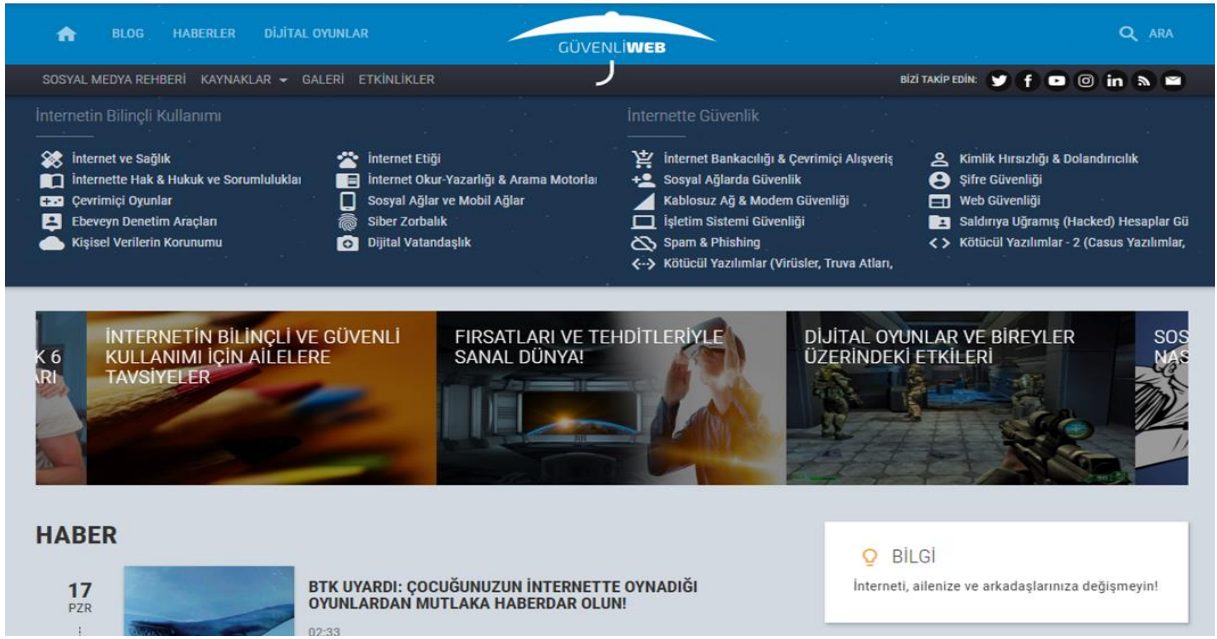 BLOG HABERLER DİJİTAL OYUNLAR
GÜVENLİWEB
ARA
SOSYAL MEDYA REHBERİ KAYNAKLAR GALERİ ETKİNLİKLER
BİZİ TAKİP EDİN:
İnternetin Bilinçli Kullanımı
İnternet ve Sağlık
İnternette Hak & Hukuk ve Sorumluluklaı
Çevrimiçi Oyunlar
Ebeveyn Denetim Araçları
Kişisel Verilerin Korunumu
İnternet Etiği
İnternet Okur-Yazarlığı & Arama Motorlaı
Sosyal Ağlar ve Mobil Ağlar
Siber Zorbalık
Dijital Vatandaşlık
İnternette Güvenlik
İnternet Bankacılığı & Çevrimiçi Alışveriş
Sosyal Ağlarda Güvenlik
Kablosuz Ağ & Modem Güvenliği
İşletim Sistemi Güvenliği
Spam & Phishing
Kötücül Yazılımlar (Virüsler, Truva Atları,
Kimlik Hırsızlığı & Dolandırıcılık
Şifre Güvenliği
Web Güvenliği
Saldırıya Uğramış (Hacked) Hesaplar Gü
Kötücül Yazılımlar - 2 (Casus Yazılımlar,
K 6
RI
İNTERNETİN BİLİNÇLİ VE GÜVENLİ
KULLANIMI İÇİN AİLELERE
TAVSİYELER
FIRSATLARI VE TEHDİTLERİYLE
SANAL DÜNYA!
DİJİTAL OYUNLAR VE BİREYLER
ÜZERİNDEKİ ETKİLERİ
SOS
NAS
HABER
17
PZR
BTK UYARDI: ÇOCUĞUNUZUN İNTERNETTE OYNADIĞI
OYUNLARDAN MUTLAKA HABERDAR OLUN!
02:33
BİLGİ
İnterneti, ailenize ve arkadaşlarınıza değişmeyin!